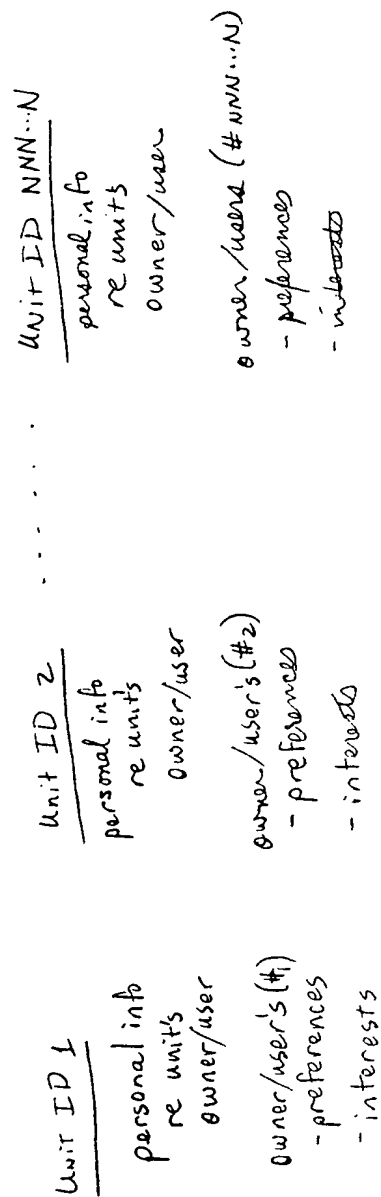 Unit ID 1
personal info
re unit's
owner/user
owner/user's (#1)
- preferences
- interests
Unit ID 2
personal info
re units
owner/user
owner/user's (#2)
- preferences
- interests
. . . . . .
Unit ID NNN...N
personal info
re units
owner/user
owner/users (# NNN...N)
- preferences
- interests